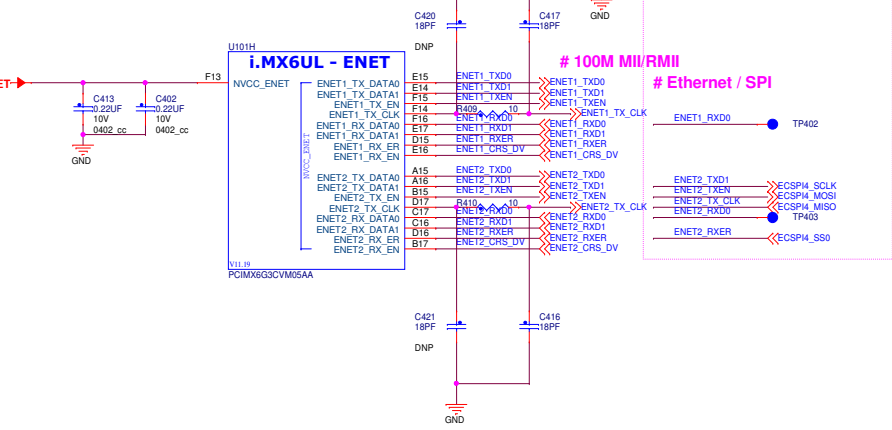 C420
18PF
DNP
C417
18PF
GND
U101H
i.MX6UL - ENET
# 100M MII/RMII
# Ethernet / SPI
ET
C413
0.22UF
10V
0402_cc
C402
0.22UF
10V
0402_cc
GND
F13
NVCC_ENET
NVCC_ENET
ENET1_TX_DATA0 E15 ENET1_TXD0 ENET1_TXD0
ENET1_TX_DATA1 E14 ENET1_TXD1 ENET1_TXD1
ENET1_TX_EN F15 ENET1_TXEN ENET1_TXEN
ENET1_TX_CLK F14 R409 10 ENET1_TX_CLK
ENET1_RX_DATA0 F16 ENET1_RXD0 ENET1_RXD0
ENET1_RX_DATA1 E17 ENET1_RXD1 ENET1_RXD1
ENET1_RX_ER D15 ENET1_RXER ENET1_RXER
ENET1_RX_EN E16 ENET1_CRS_DV ENET1_CRS_DV
ENET2_TX_DATA0 A15 ENET2_TXD0 ENET2_TXD0
ENET2_TX_DATA1 A16 ENET2_TXD1 ENET2_TXD1
ENET2_TX_EN B15 ENET2_TXEN ENET2_TXEN
ENET2_TX_CLK D17 R410 10 ENET2_TX_CLK
ENET2_RX_DATA0 C17 ENET2_RXD0 ENET2_RXD0
ENET2_RX_DATA1 C16 ENET2_RXD1 ENET2_RXD1
ENET2_RX_ER D16 ENET2_RXER ENET2_RXER
ENET2_RX_EN B17 ENET2_CRS_DV ENET2_CRS_DV
V11.19
PCIMX6G3CVM05AA
ENET1_RXD0 TP402
ENET2_TXD1 ECSPI4_SCLK
ENET2_TXEN ECSPI4_MOSI
ENET2_TX_CLK ECSPI4_MISO
ENET2_RXD0 TP403
ENET2_RXER ECSPI4_SS0
C421
18PF
DNP
C416
18PF
GND